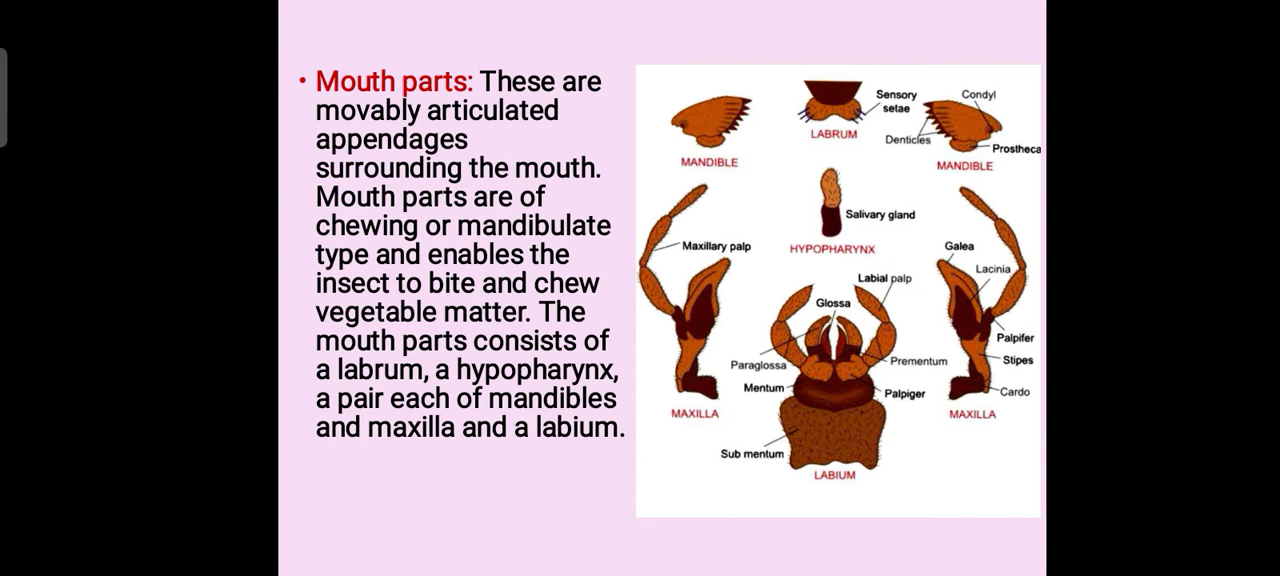 • Mouth parts: These are
movably articulated
appendages
surrounding the mouth.
Mouth parts are of
chewing or mandibulate
type and enables the
insect to bite and chew
vegetable matter. The
mouth parts consists of
a labrum, a hypopharynx,
a pair each of mandibles
and maxilla and a labium.
Sensory
setae
LABRUM
MANDIBLE
Condyl
Denticles
Prostheca
MANDIBLE
Salivary gland
HYPOPHARYNX
Maxillary palp
MAXILLA
Labial palp
Glossa
Paraglossa
Prementum
Mentum
Palpiger
Sub mentum
LABIUM
Galea
Lacinia
Palpifer
Stipes
Cardo
MAXILLA